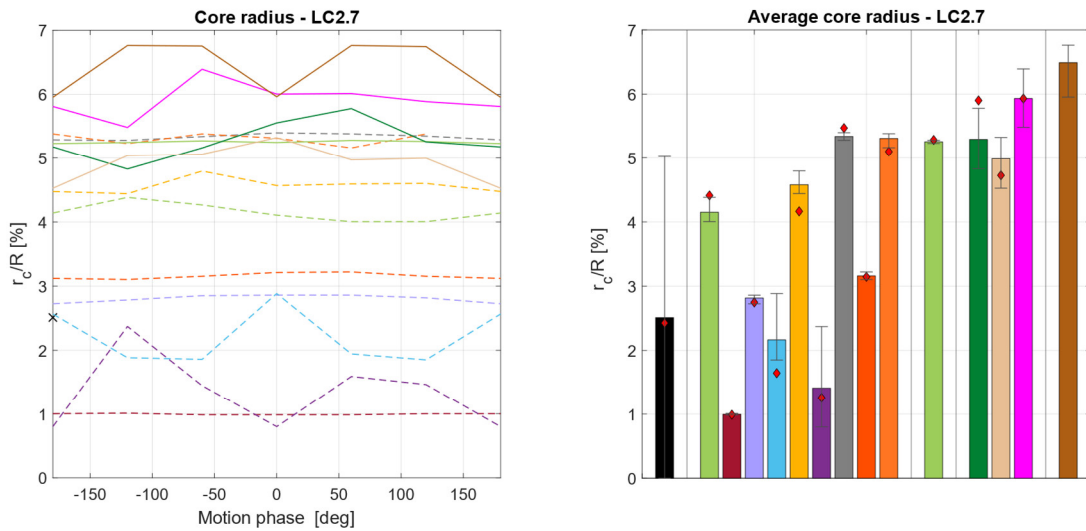 Core radius - LC2.7
7
6
5
4
3
2
1
0
r_c/R [%]
-150 -100 -50 0 50 100 150
Motion phase [deg]
Average core radius - LC2.7
7
6
5
4
3
2
1
0
r_c/R [%]